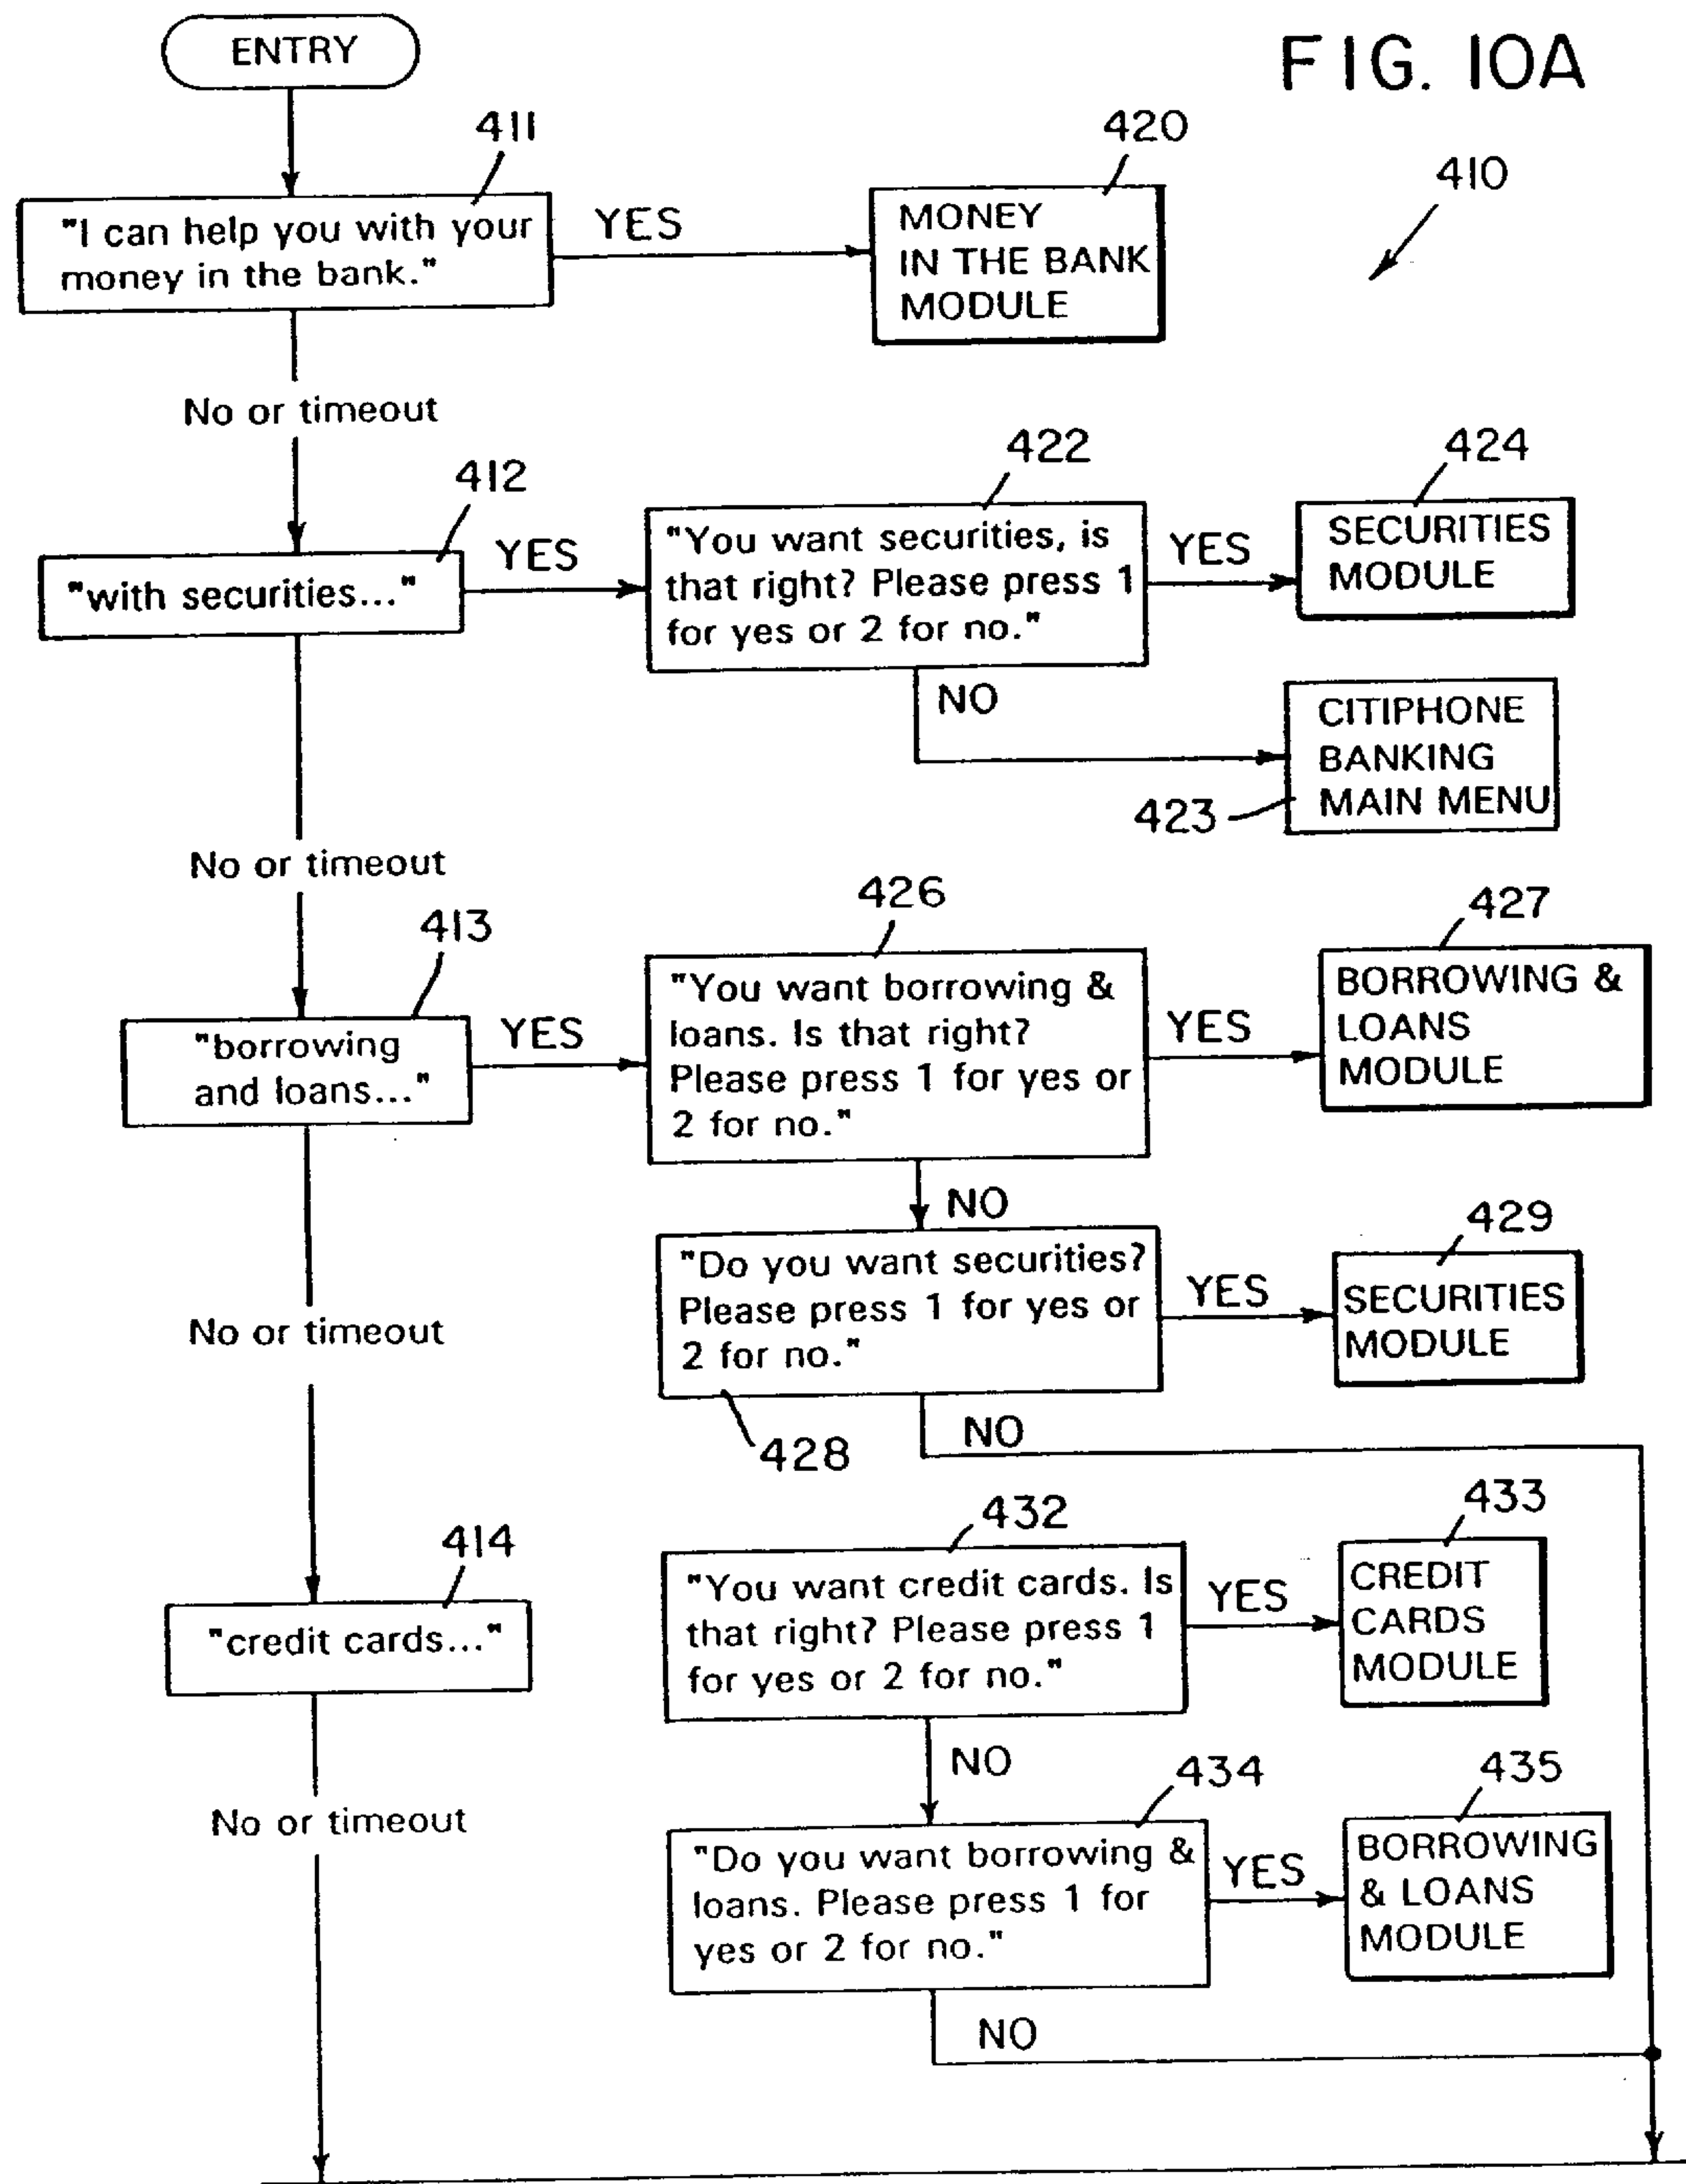 ENTRY
FIG. 10A
411
420
410
"I can help you with your
money in the bank."
YES
MONEY
IN THE BANK
MODULE
No or timeout
412
422
424
"with securities..."
YES
"You want securities, is
that right? Please press 1
for yes or 2 for no."
YES
SECURITIES
MODULE
NO
CITIPHONE
BANKING
MAIN MENU
423
No or timeout
413
426
427
"borrowing
and loans..."
YES
"You want borrowing &
loans. Is that right?
Please press 1 for yes or
2 for no."
YES
BORROWING &
LOANS
MODULE
NO
429
"Do you want securities?
Please press 1 for yes or
2 for no."
YES
SECURITIES
MODULE
428
NO
No or timeout
414
432
433
"credit cards..."
"You want credit cards. Is
that right? Please press 1
for yes or 2 for no."
YES
CREDIT
CARDS
MODULE
NO
434
435
"Do you want borrowing &
loans. Please press 1 for
yes or 2 for no."
YES
BORROWING
& LOANS
MODULE
NO
No or timeout